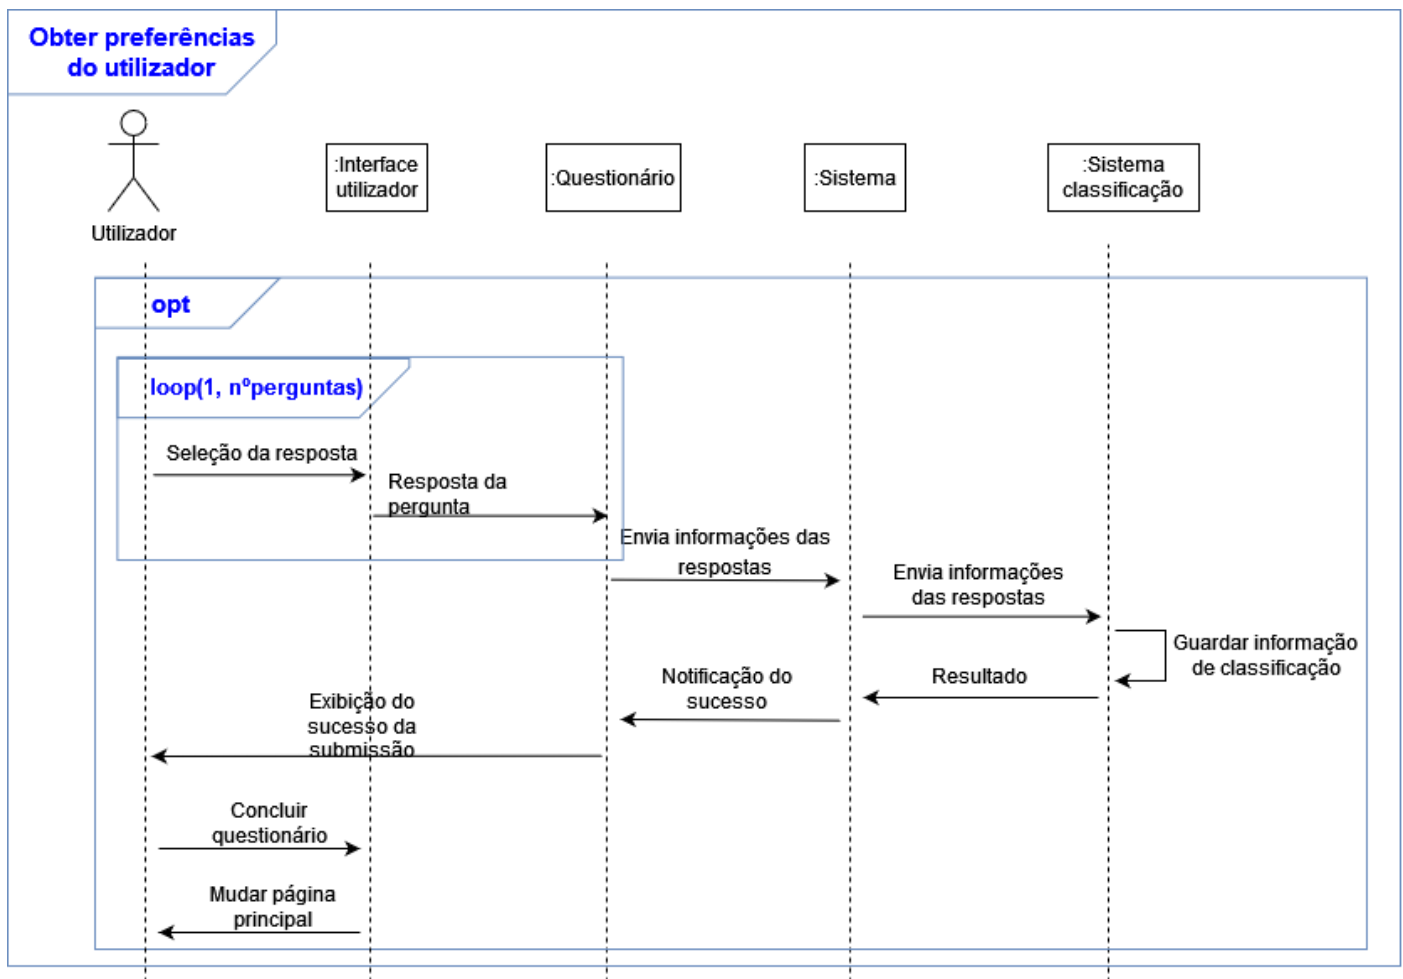 Obter preferências
do utilizador
Utilizador
:Interface
utilizador
:Questionário
:Sistema
:Sistema
classificação
opt
loop(1, nºperguntas)
Seleção da resposta
Resposta da
pergunta
Envia informações das
respostas
Envia informações
das respostas
Guardar informação
de classificação
Resultado
Notificação do
sucesso
Exibição do
sucesso da
submissão
Concluir
questionário
Mudar página
principal